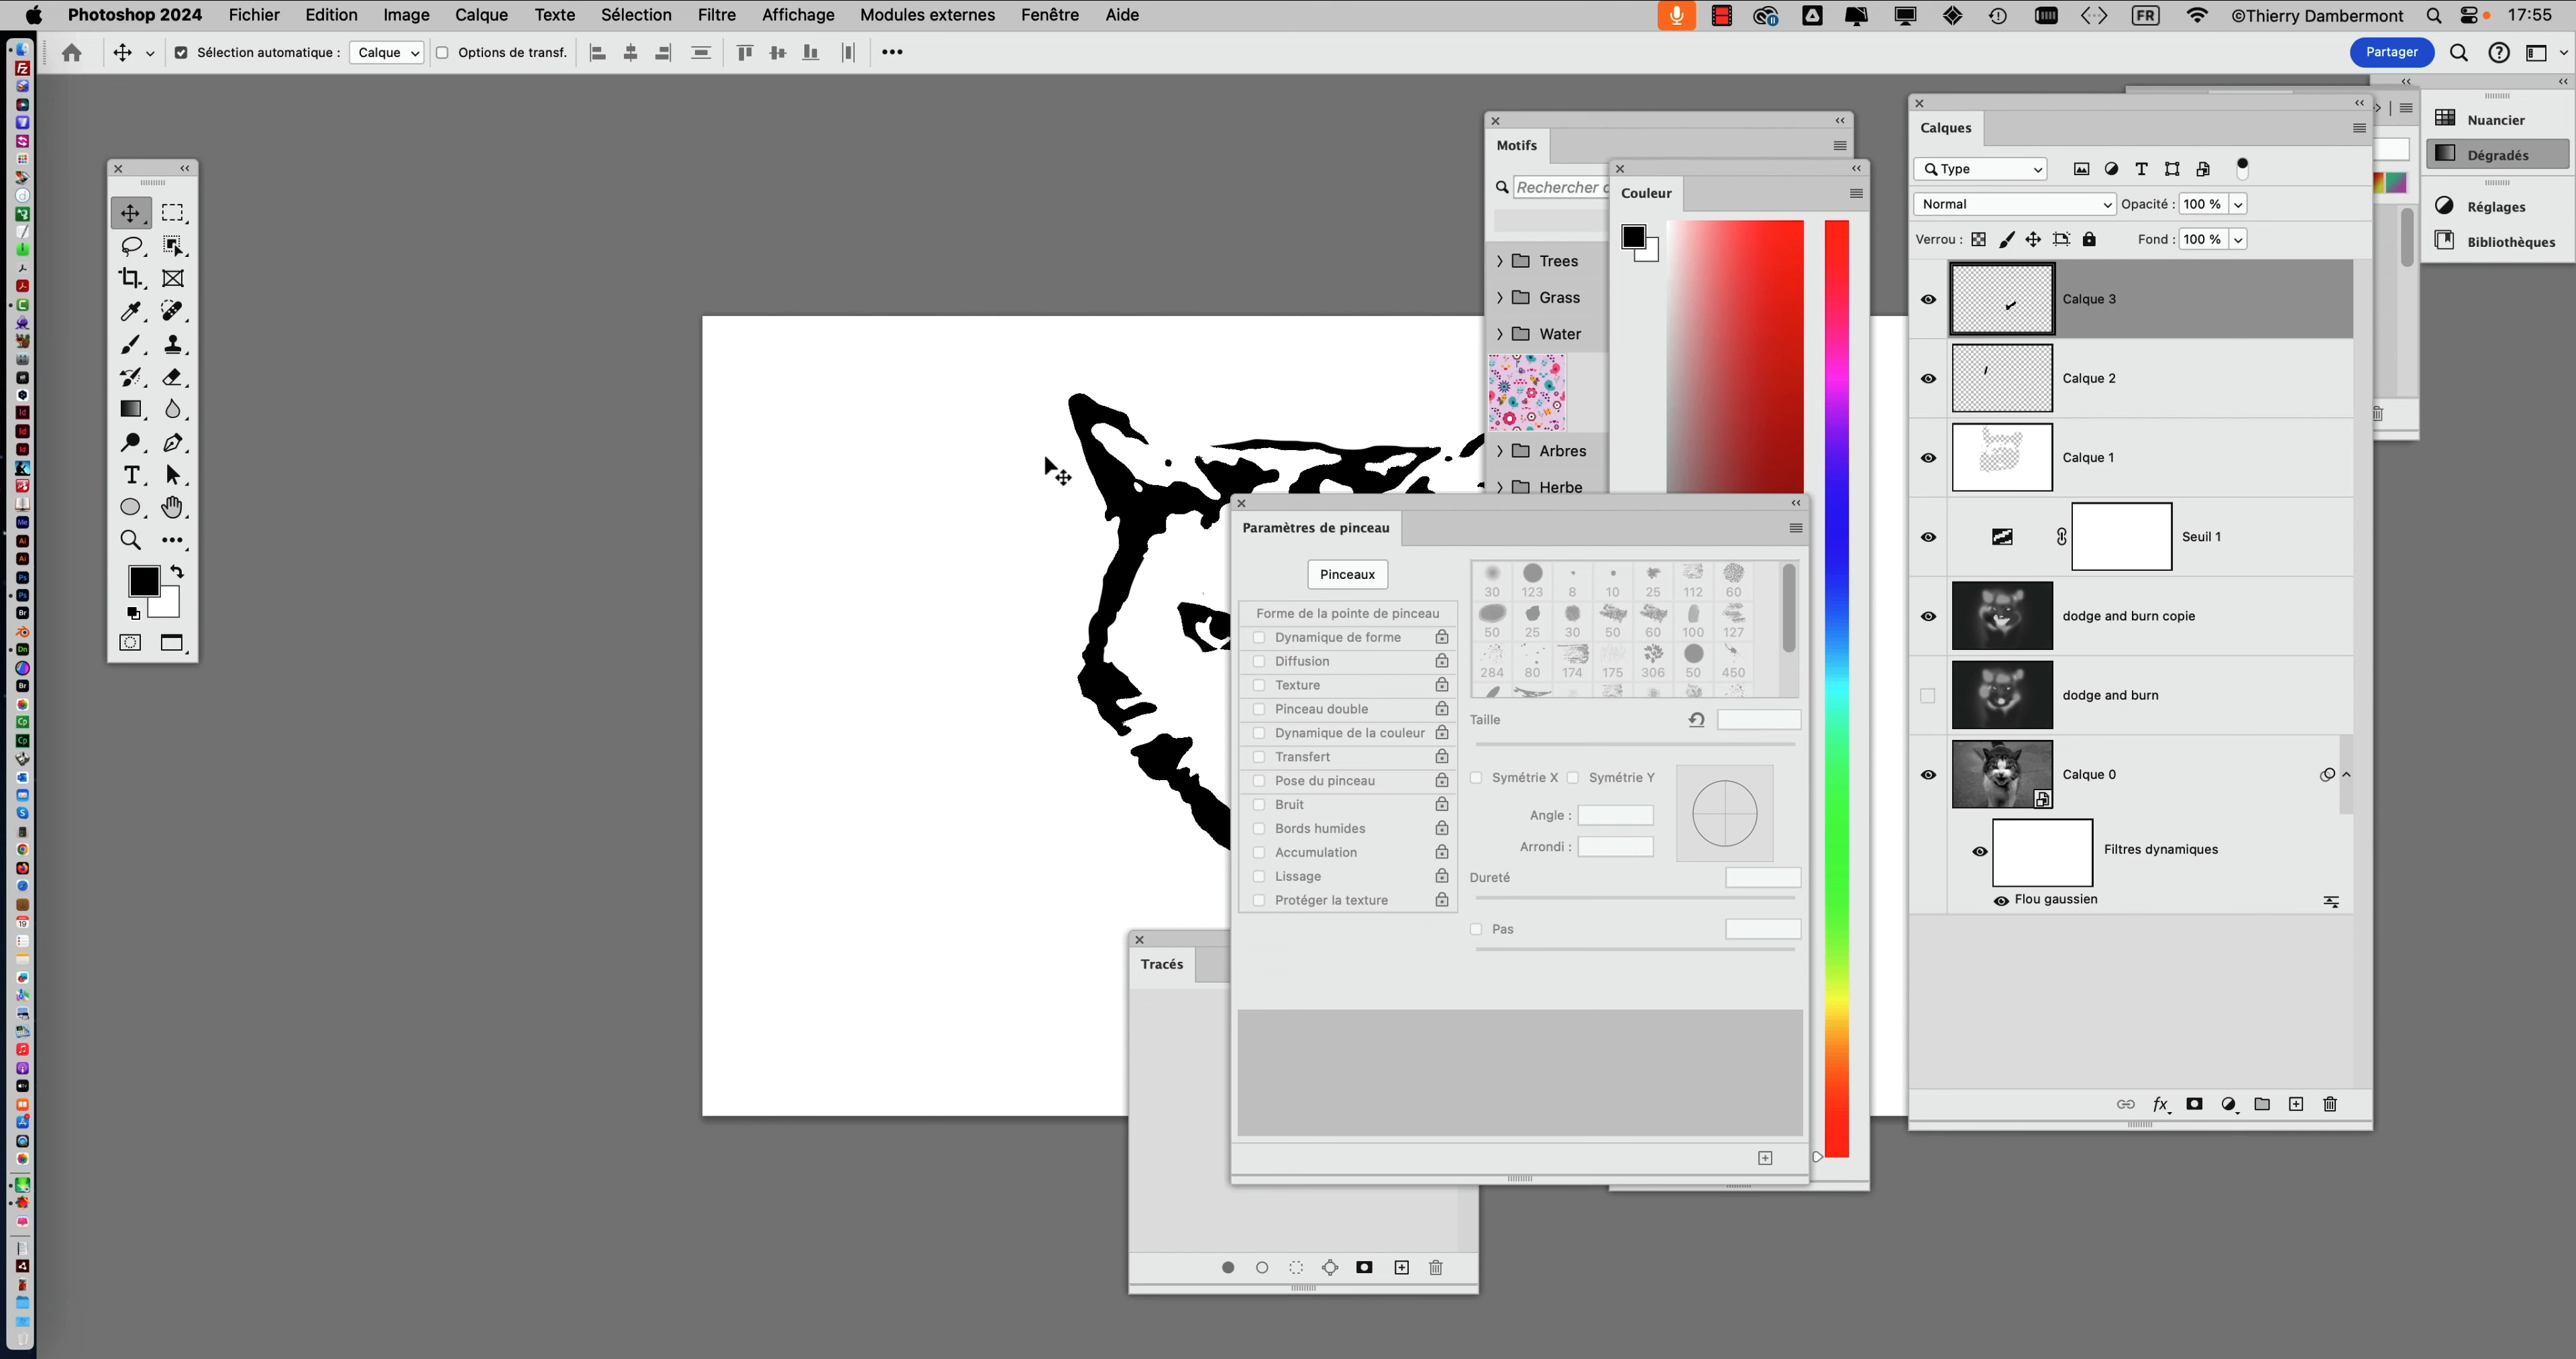 Photoshop 2024 Fichier Edition Image Calque Texte Sélection Filtre Affichage Modules externes Fenêtre Aide FR ©Thierry Dambermont 17:55
Sélection automatique : Calque Options de transf. Partager
Motifs
Rechercher
Trees
Grass
Water
Arbres
Herbe
Couleur
Paramètres de pinceau
Pinceaux
Forme de la pointe de pinceau
Dynamique de forme
Diffusion
Texture
Pinceau double
Dynamique de la couleur
Transfert
Pose du pinceau
Bruit
Bords humides
Accumulation
Lissage
Protéger la texture
30 123 8 10 25 112 60
50 25 30 50 60 100 127
284 80 174 175 306 50 450
Taille
Symétrie X Symétrie Y
Angle :
Arrondi :
Dureté
Pas
Tracés
Calques
Type
Normal Opacité : 100 %
Verrou : Fond : 100 %
Calque 3
Calque 2
Calque 1
Seuil 1
dodge and burn copie
dodge and burn
Calque 0
Filtres dynamiques
Flou gaussien
fx
Nuancier
Dégradés
Réglages
Bibliothèques